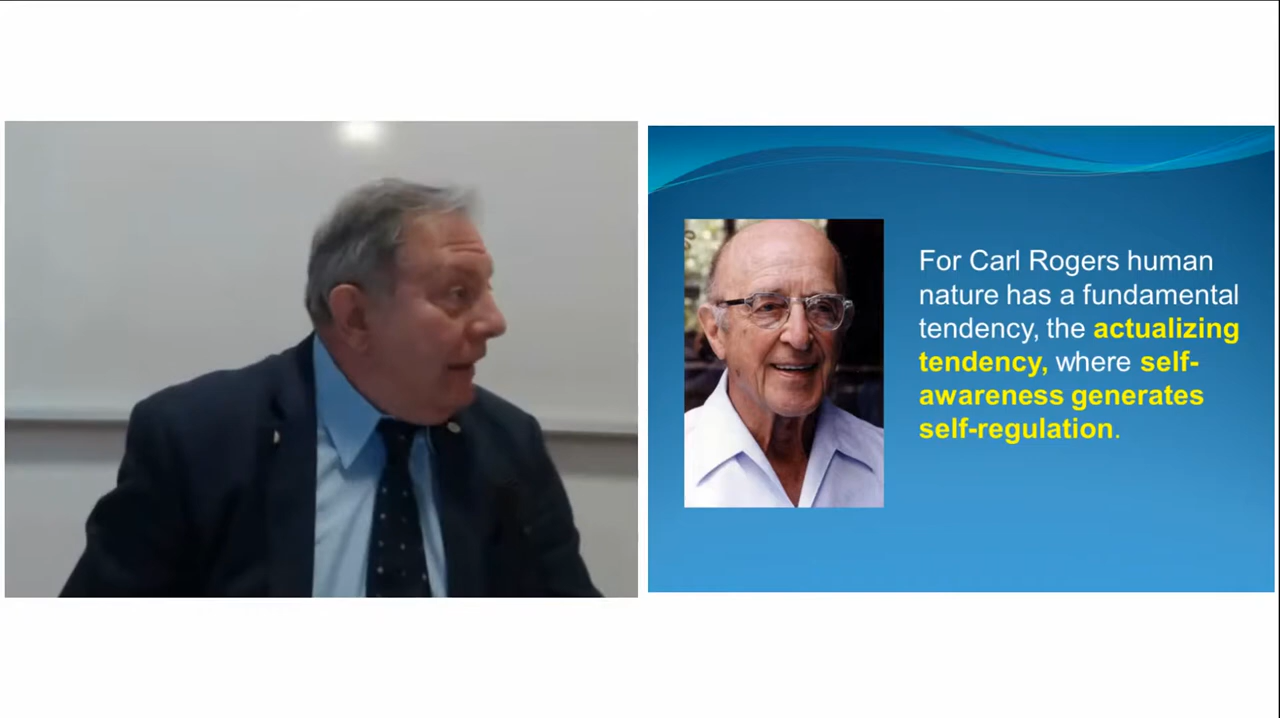 For Carl Rogers human
nature has a fundamental
tendency, the actualizing
tendency, where self-
awareness generates
self-regulation.